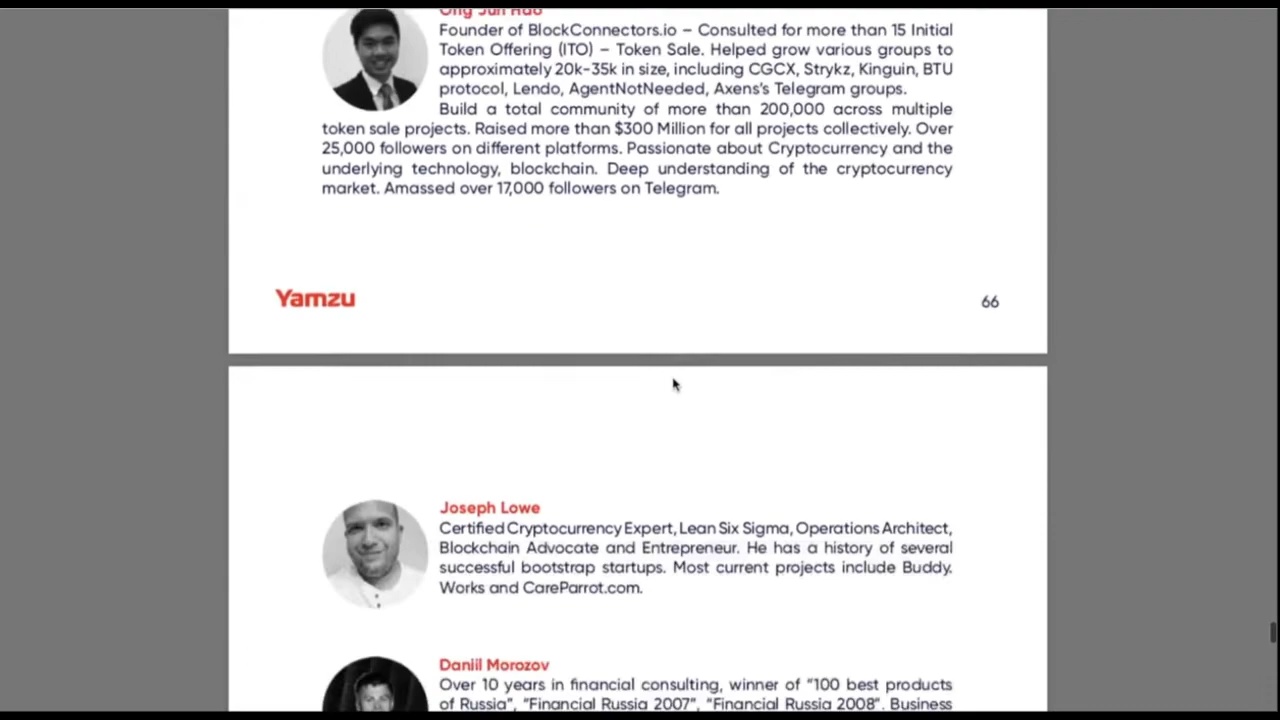 Ong Jun Hao
Founder of BlockConnectors.io – Consulted for more than 15 Initial
Token Offering (ITO) – Token Sale. Helped grow various groups to
approximately 20k-35k in size, including CGCX, Strykz, Kinguin, BTU
protocol, Lendo, AgentNotNeeded, Axens's Telegram groups.
Build a total community of more than 200,000 across multiple
token sale projects. Raised more than $300 Million for all projects collectively. Over
25,000 followers on different platforms. Passionate about Cryptocurrency and the
underlying technology, blockchain. Deep understanding of the cryptocurrency
market. Amassed over 17,000 followers on Telegram.
Yamzu
66
Joseph Lowe
Certified Cryptocurrency Expert, Lean Six Sigma, Operations Architect,
Blockchain Advocate and Entrepreneur. He has a history of several
successful bootstrap startups. Most current projects include Buddy.
Works and CareParrot.com.
Daniil Morozov
Over 10 years in financial consulting, winner of "100 best products
of Russia", "Financial Russia 2007", "Financial Russia 2008". Business